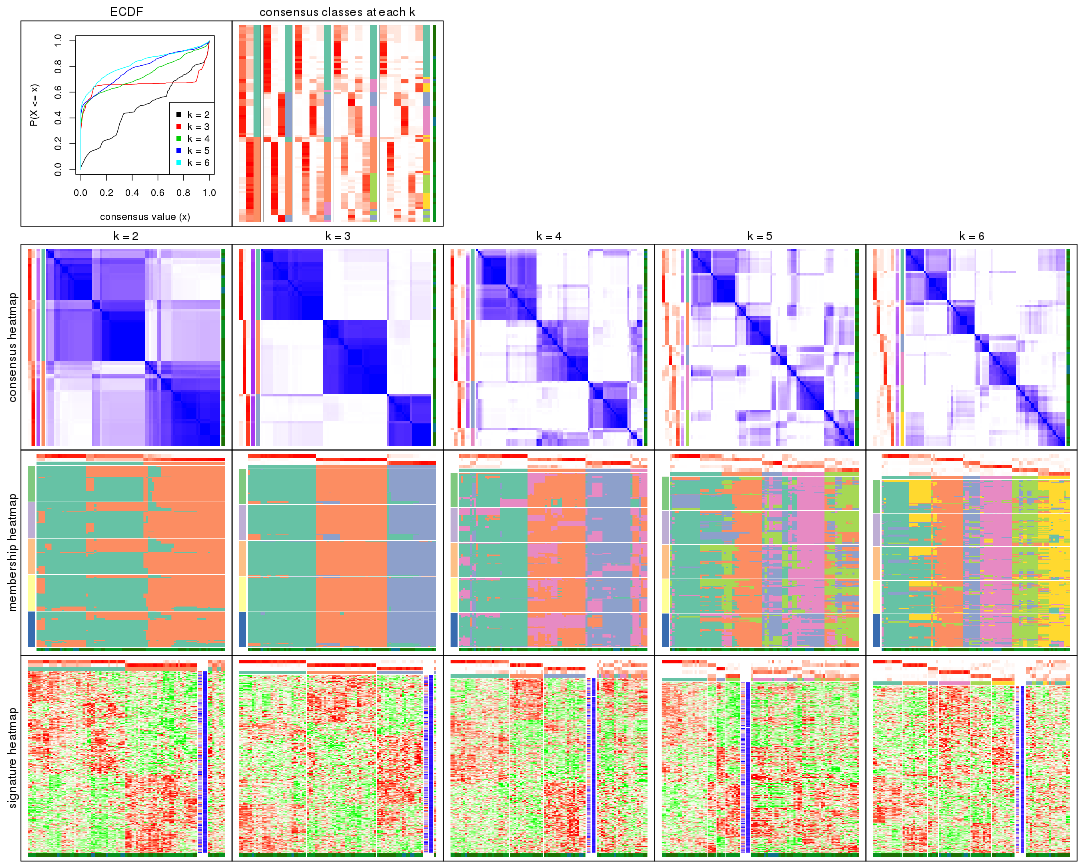 ECDF
consensus classes at each k
P(X <= x)
0.0 0.2 0.4 0.6 0.8 1.0
k = 2
k = 3
k = 4
k = 5
k = 6
0.0 0.2 0.4 0.6 0.8 1.0
consensus value (x)
k = 2
k = 3
k = 4
k = 5
k = 6
consensus heatmap
membership heatmap
signature heatmap